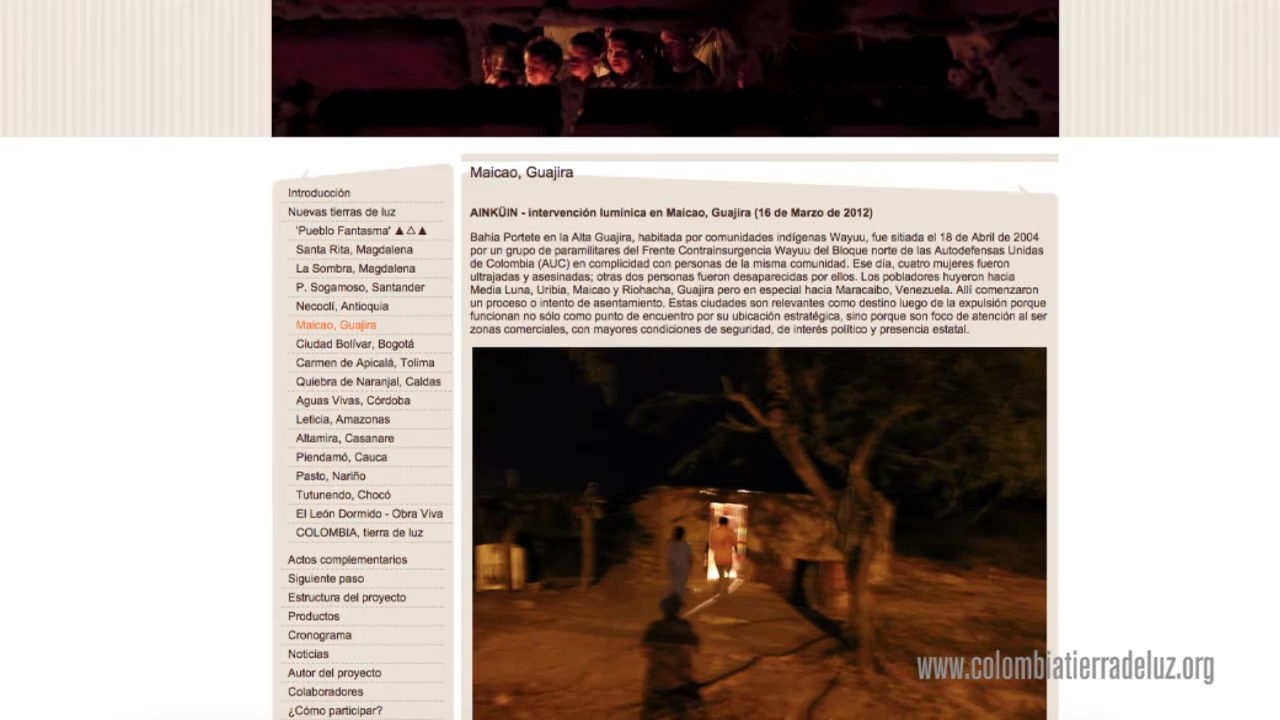 Introducción
Nuevas tierras de luz
'Pueblo Fantasma' ▲△▲
Santa Rita, Magdalena
La Sombra, Magdalena
P. Sogamoso, Santander
Necoclí, Antioquia
Maicao, Guajira
Ciudad Bolívar, Bogotá
Carmen de Apicalá, Tolima
Quiebra de Naranjal, Caldas
Aguas Vivas, Córdoba
Leticia, Amazonas
Altamira, Casanare
Piendamó, Cauca
Pasto, Nariño
Tutunendo, Chocó
El León Dormido - Obra Viva
COLOMBIA, tierra de luz
Actos complementarios
Siguiente paso
Estructura del proyecto
Productos
Cronograma
Noticias
Autor del proyecto
Colaboradores
¿Cómo participar?
Maicao, Guajira
AINKÜIN - intervención lumínica en Maicao, Guajira (16 de Marzo de 2012)
Bahía Portete en la Alta Guajira, habitada por comunidades indígenas Wayuu, fue sitiada el 18 de Abril de 2004
por un grupo de paramilitares del Frente Contrainsurgencia Wayuu del Bloque norte de las Autodefensas Unidas
de Colombia (AUC) en complicidad con personas de la misma comunidad. Ese día, cuatro mujeres fueron
ultrajadas y asesinadas; otras dos personas fueron desaparecidas por ellos. Los pobladores huyeron hacia
Media Luna, Uribia, Maicao y Riohacha, Guajira pero en especial hacia Maracaibo, Venezuela. Allí comenzaron
un proceso o intento de asentamiento. Estas ciudades son relevantes como destino luego de la expulsión porque
funcionan no sólo como punto de encuentro por su ubicación estratégica, sino porque son foco de atención al ser
zonas comerciales, con mayores condiciones de seguridad, de interés político y presencia estatal.
www.colombiatierradeluz.org